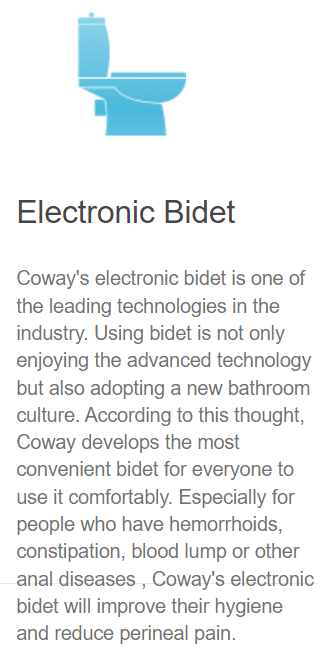 Electronic Bidet
Coway's electronic bidet is one of
the leading technologies in the
industry. Using bidet is not only
enjoying the advanced technology
but also adopting a new bathroom
culture. According to this thought,
Coway develops the most
convenient bidet for everyone to
use it comfortably. Especially for
people who have hemorrhoids,
constipation, blood lump or other
anal diseases , Coway's electronic
bidet will improve their hygiene
and reduce perineal pain.